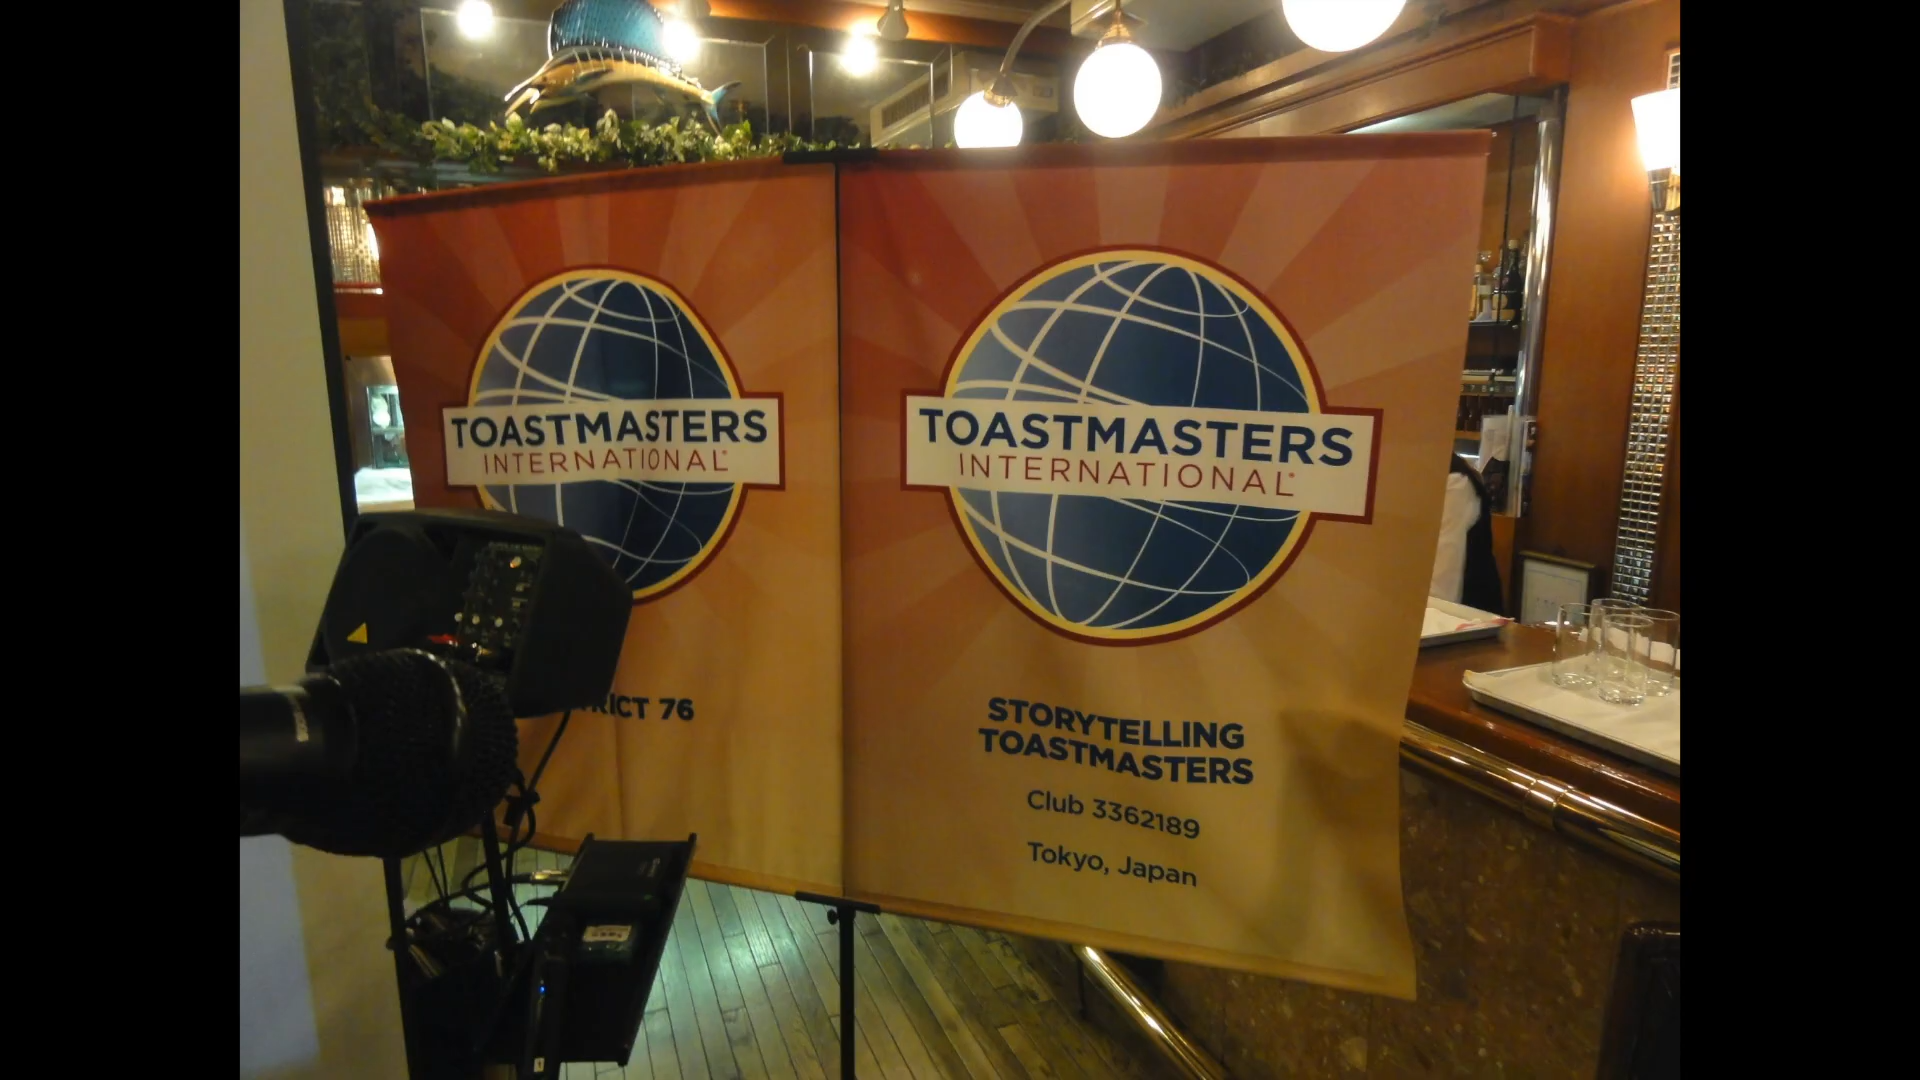 TOASTMASTERS
INTERNATIONAL
RICT 76
TOASTMASTERS
INTERNATIONAL
STORYTELLING
TOASTMASTERS
Club 3362189
Tokyo, Japan